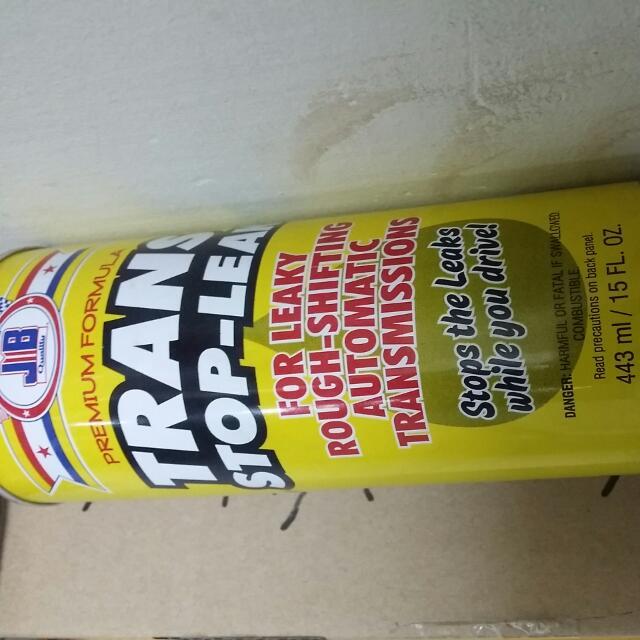 JB
Quality
PREMIUM FORMULA
TRANS
STOP-LEAK
FOR LEAKY
ROUGH-SHIFTING
AUTOMATIC
TRANSMISSIONS
Stops the Leaks
while you drive!
DANGER: HARMFUL OR FATAL IF SWALLOWED.
COMBUSTIBLE
Read precautions on back panel.
443 ml / 15 FL. OZ.